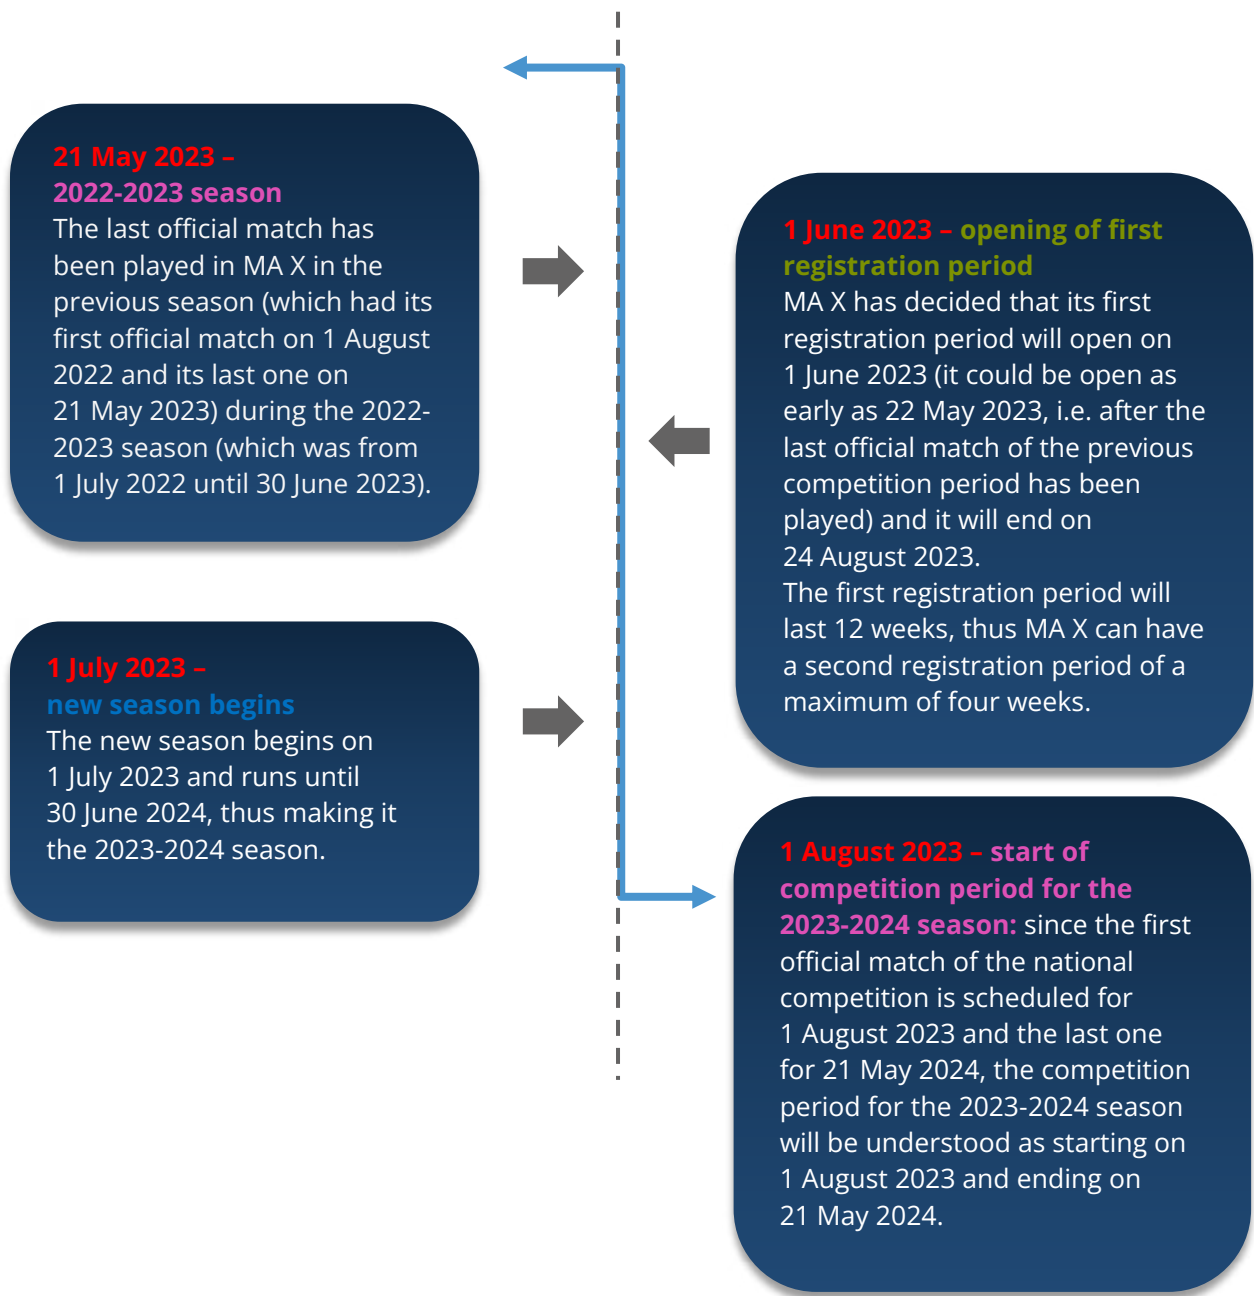 21 May 2023 –
2022-2023 season
The last official match has
been played in MA X in the
previous season (which had its
first official match on 1 August
2022 and its last one on
21 May 2023) during the 2022-
2023 season (which was from
1 July 2022 until 30 June 2023).
1 June 2023 – opening of first
registration period
MA X has decided that its first
registration period will open on
1 June 2023 (it could be open as
early as 22 May 2023, i.e. after the
last official match of the previous
competition period has been
played) and it will end on
24 August 2023.
The first registration period will
last 12 weeks, thus MA X can have
a second registration period of a
maximum of four weeks.
1 July 2023 –
new season begins
The new season begins on
1 July 2023 and runs until
30 June 2024, thus making it
the 2023-2024 season.
1 August 2023 – start of
competition period for the
2023-2024 season: since the first
official match of the national
competition is scheduled for
1 August 2023 and the last one
for 21 May 2024, the competition
period for the 2023-2024 season
will be understood as starting on
1 August 2023 and ending on
21 May 2024.